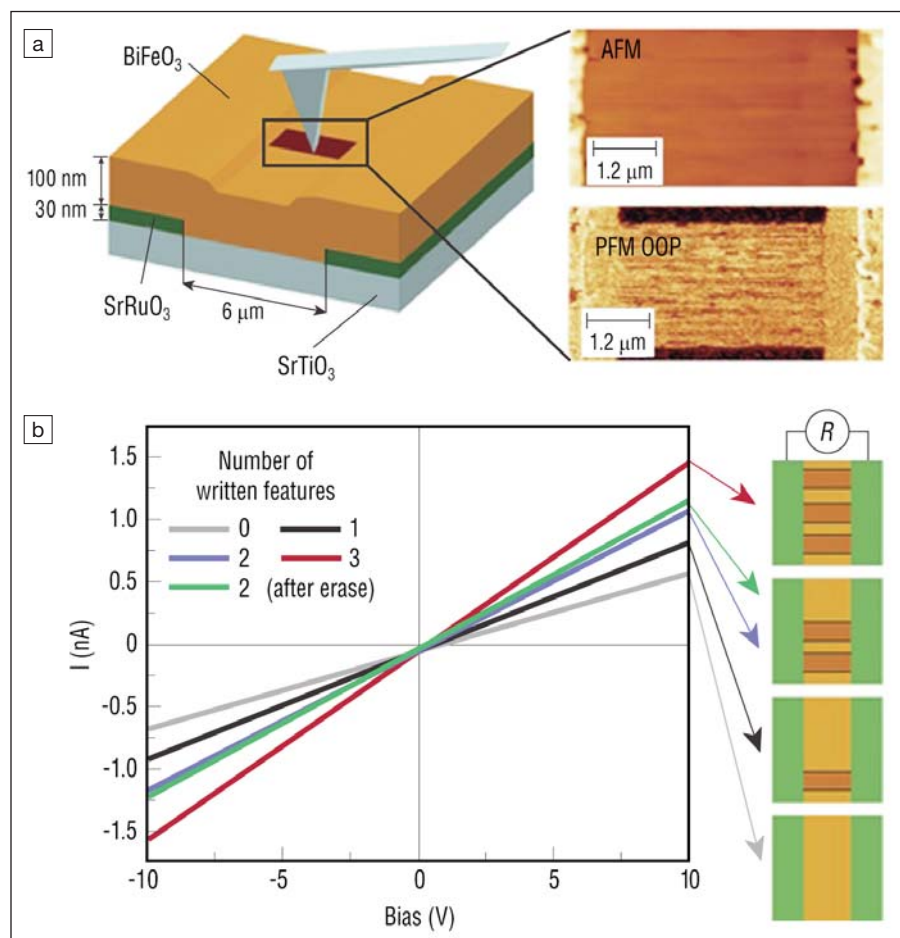 a
BiFeO₃
100 nm
30 nm
SrRuO₃
6 μm
SrTiO₃
AFM
1.2 μm
PFM OOP
1.2 μm
b
Number of
written features
0 1
2 3
2 (after erase)
1.5
1.0
0.5
0
-0.5
-1.0
-1.5
I (nA)
-10 -5 0 5 10
Bias (V)
R